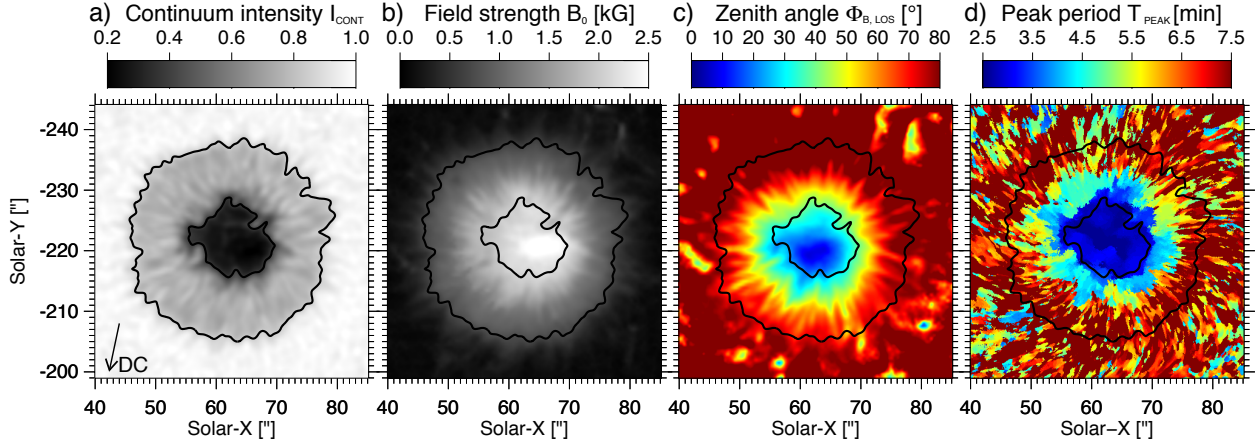 a) Continuum intensity I_CONT
b) Field strength B_0 [kG]
c) Zenith angle Φ_B, LOS [°]
d) Peak period T_PEAK [min]
0.2 0.4 0.6 0.8 1.0
0.0 0.5 1.0 1.5 2.0 2.5
0 10 20 30 40 50 60 70 80
2.5 3.5 4.5 5.6 6.5 7.5
-240
-230
-220
-210
-200
Solar-Y ["]
DC
40 50 60 70 80
40 50 60 70 80
40 50 60 70 80
40 50 60 70 80
Solar-X ["]
Solar-X ["]
Solar-X ["]
Solar−X ["]